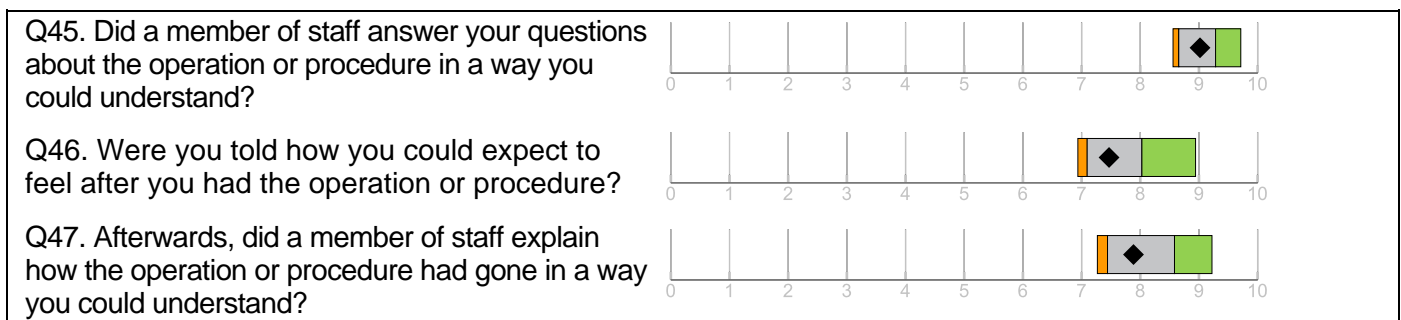 Q45. Did a member of staff answer your questions
about the operation or procedure in a way you
could understand?
0 1 2 3 4 5 6 7 8 9 10
Q46. Were you told how you could expect to
feel after you had the operation or procedure?
0 1 2 3 4 5 6 7 8 9 10
Q47. Afterwards, did a member of staff explain
how the operation or procedure had gone in a way
you could understand?
0 1 2 3 4 5 6 7 8 9 10